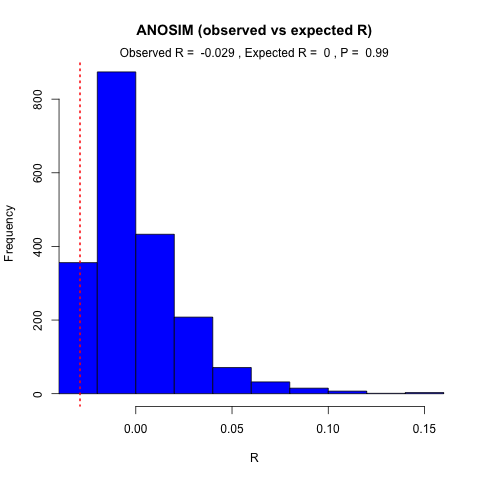 ANOSIM (observed vs expected R)
Observed R =  -0.029 , Expected R =  0 , P =  0.99
Frequency
800
600
400
200
0
0.00 0.05 0.10 0.15
R